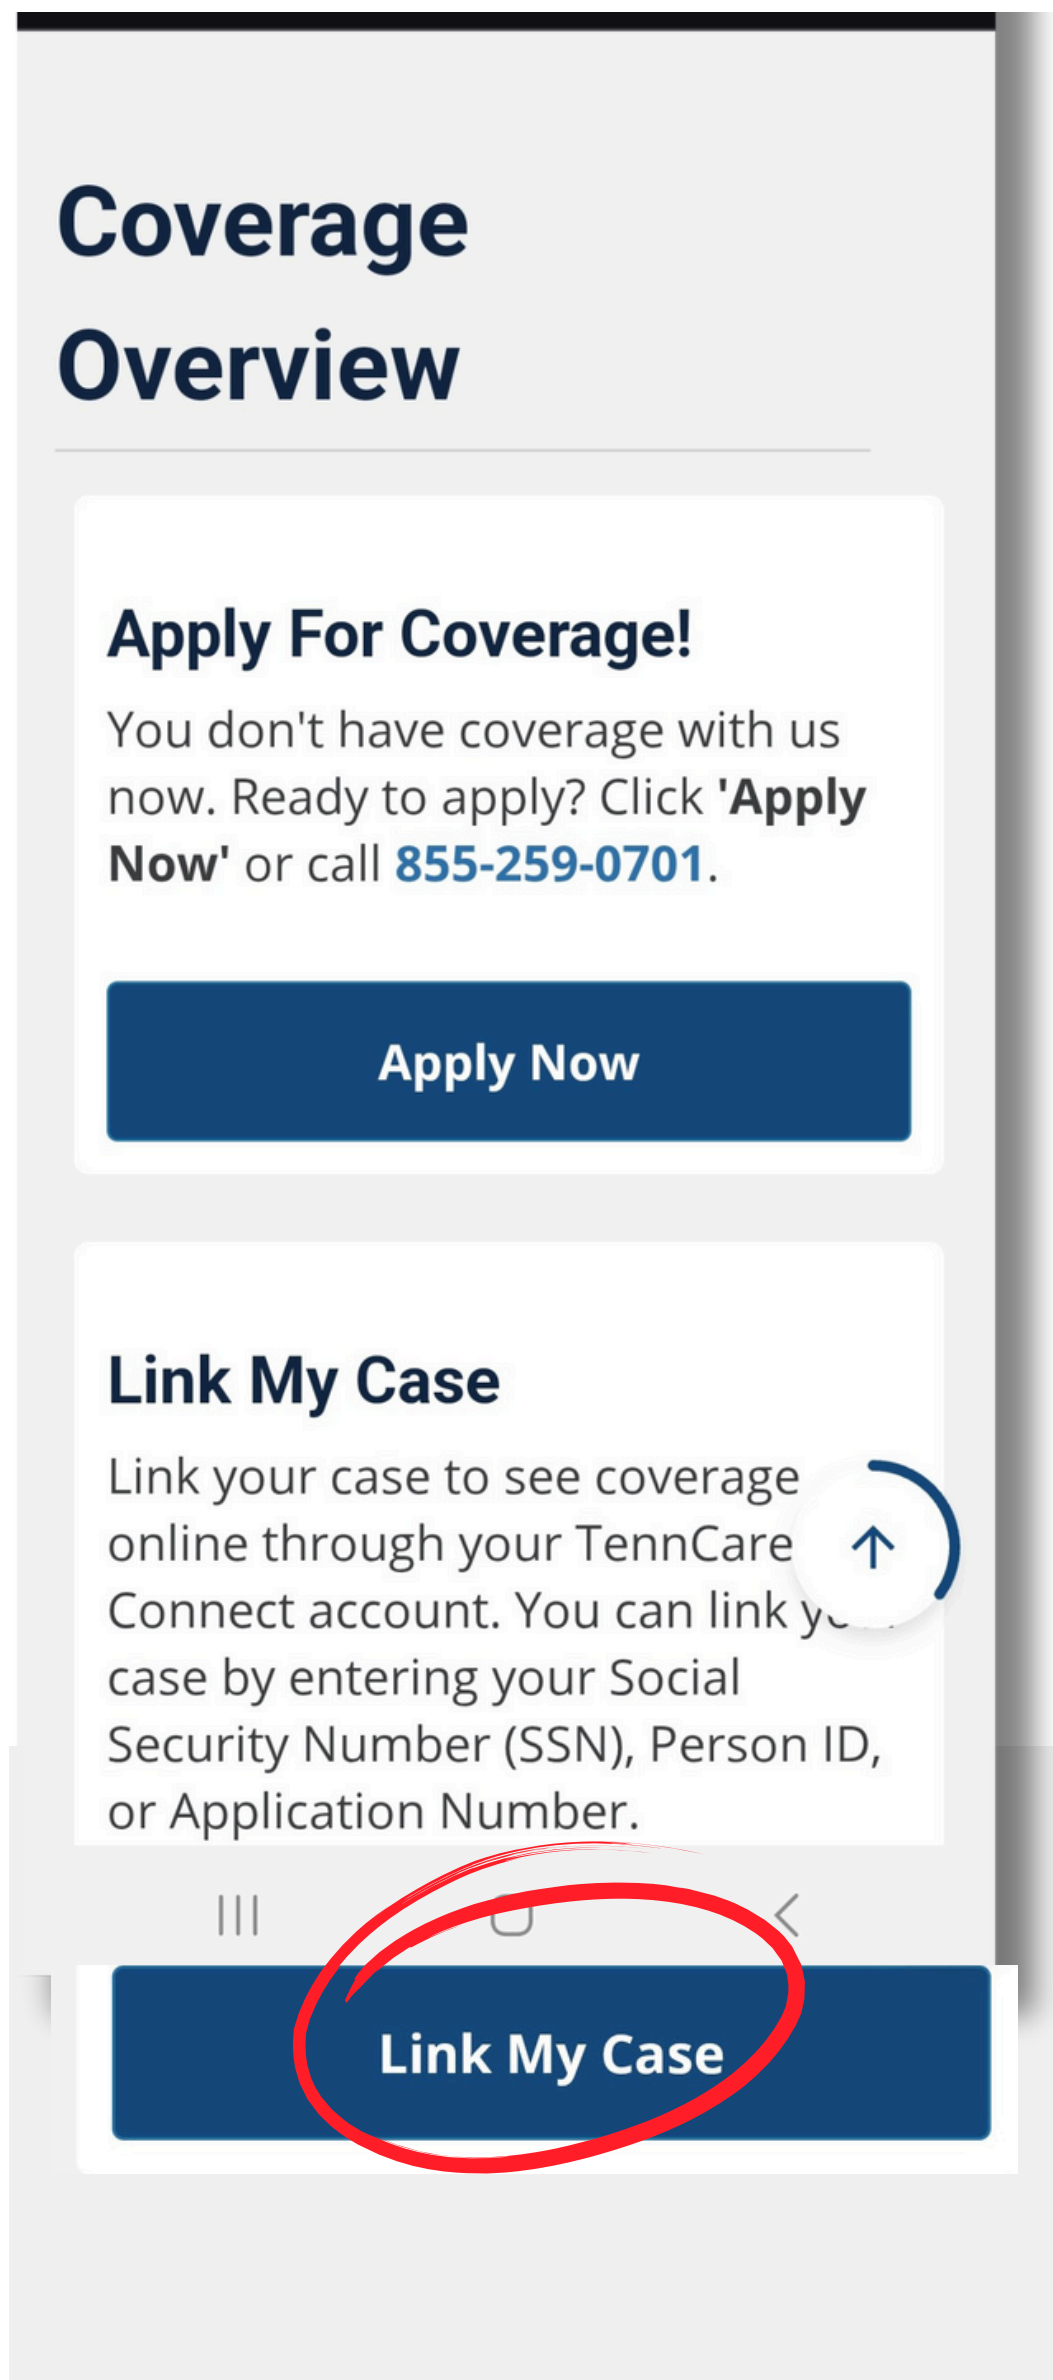 Coverage
Overview
Apply For Coverage!
You don't have coverage with us
now. Ready to apply? Click 'Apply
Now' or call 855-259-0701.
Apply Now
Link My Case
Link your case to see coverage
online through your TennCare
Connect account. You can link
case by entering your Social
Security Number (SSN), Person ID,
or Application Number.
Link My Case